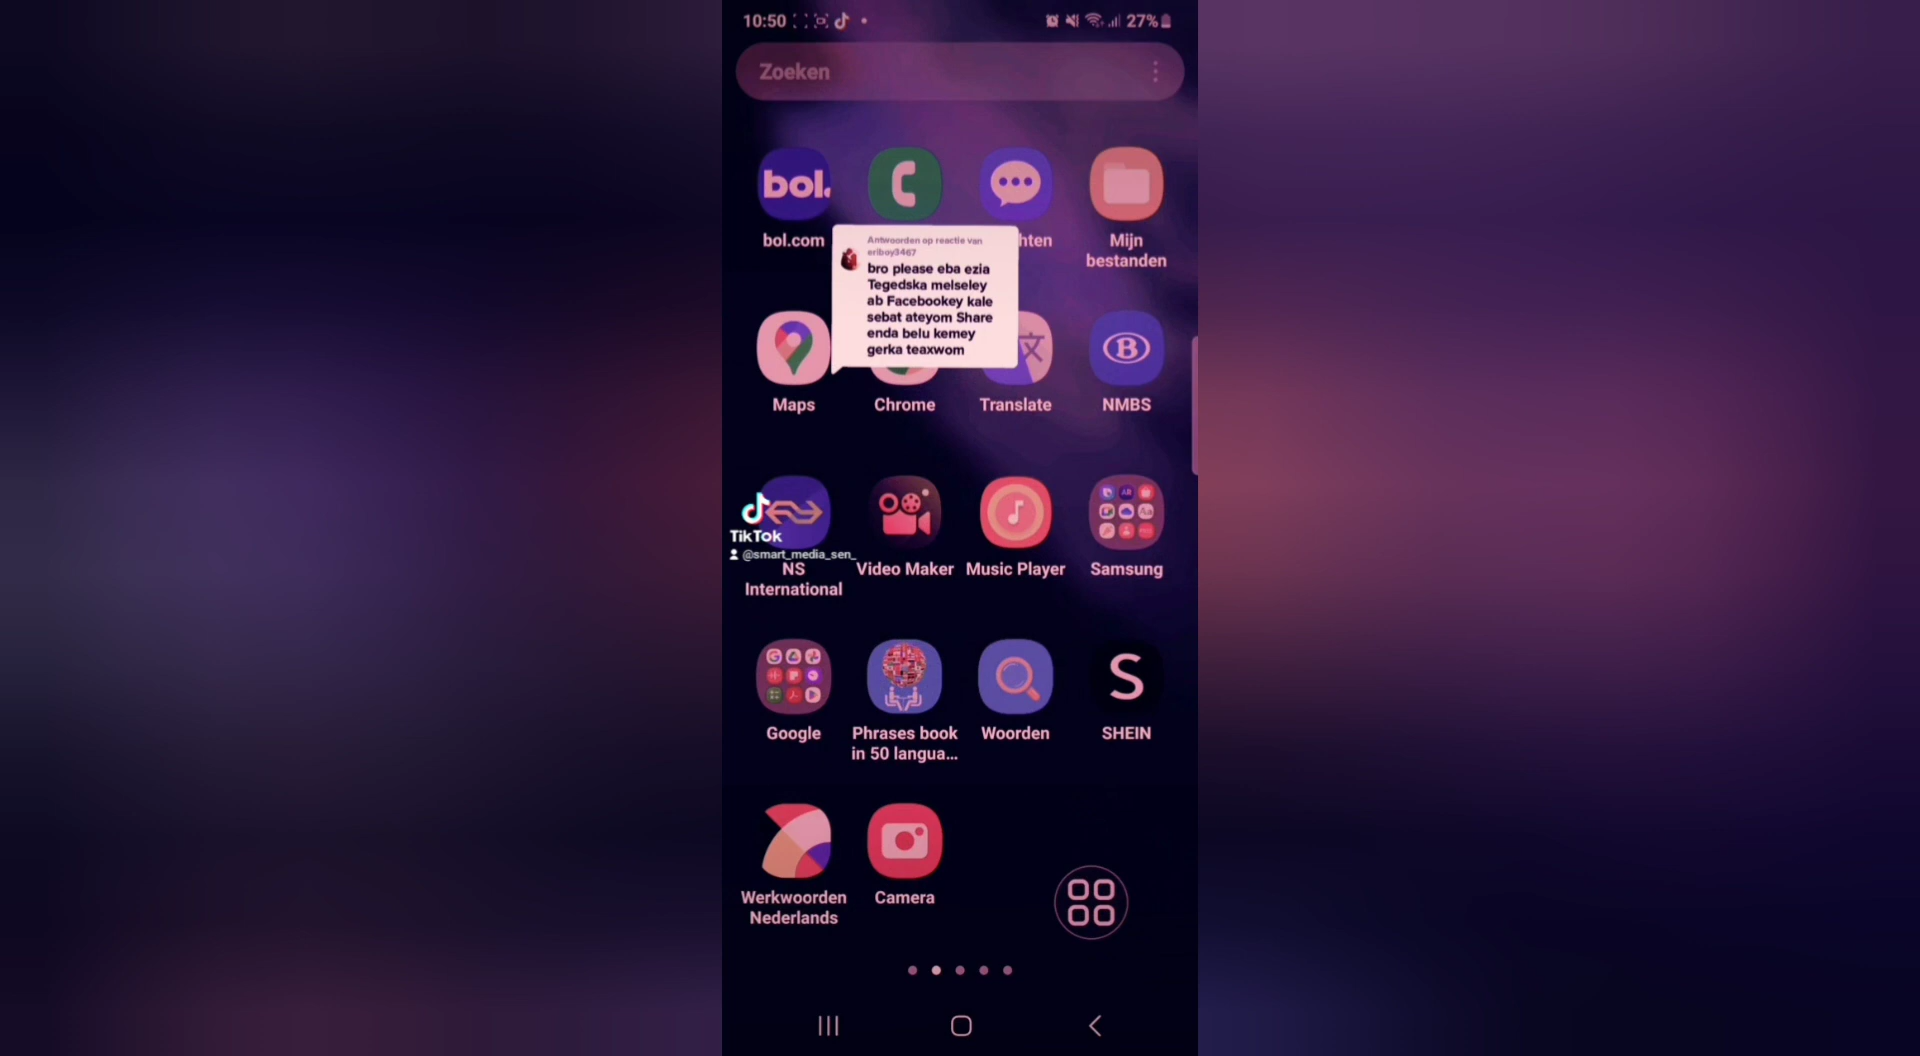 10:50
27%
Zoeken
bol.
bol.com
hten
Mijn
bestanden
Antwoorden op reactie van
eriboy3467
bro please eba ezia
Tegedska melseley
ab Facebookey kale
sebat ateyom Share
enda belu kemey
gerka teaxwom
B
Maps
Chrome
Translate
NMBS
TikTok
@smart_media_sen_
NS
International
Video Maker
Music Player
Samsung
S
Google
Phrases book
in 50 langua...
Woorden
SHEIN
Werkwoorden
Nederlands
Camera